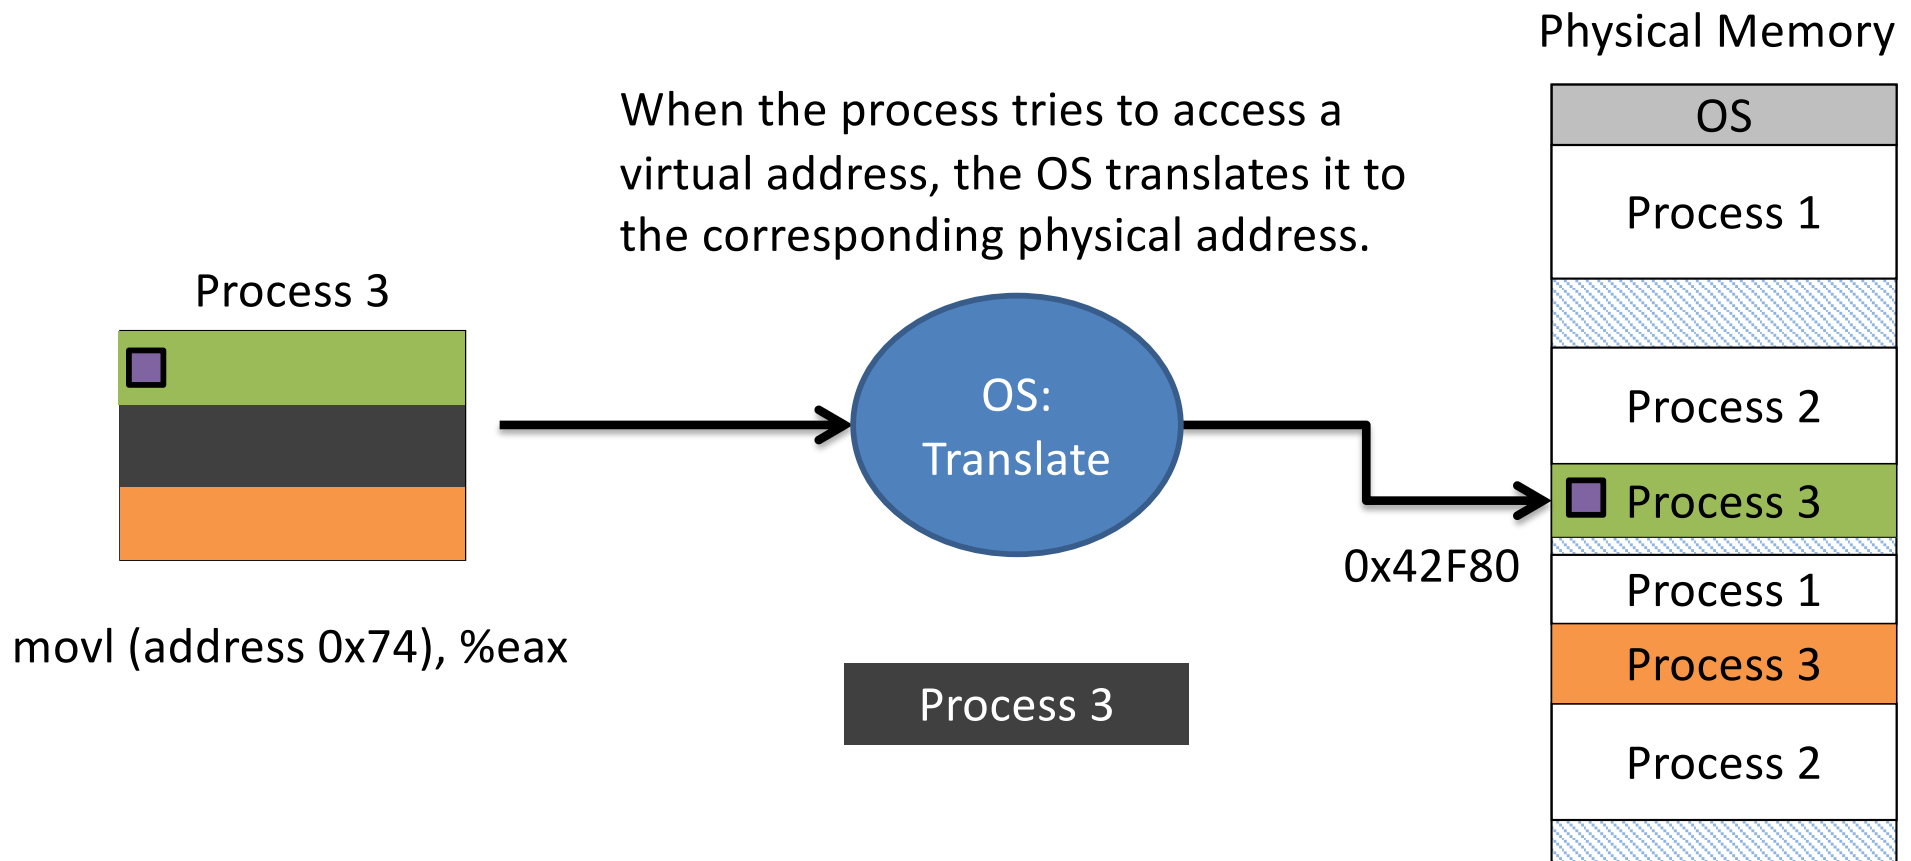 Physical Memory
When the process tries to access a
virtual address, the OS translates it to
the corresponding physical address.
Process 3
OS:
Translate
0x42F80
movl (address 0x74), %eax
Process 3
OS
Process 1
Process 2
Process 3
Process 1
Process 3
Process 2